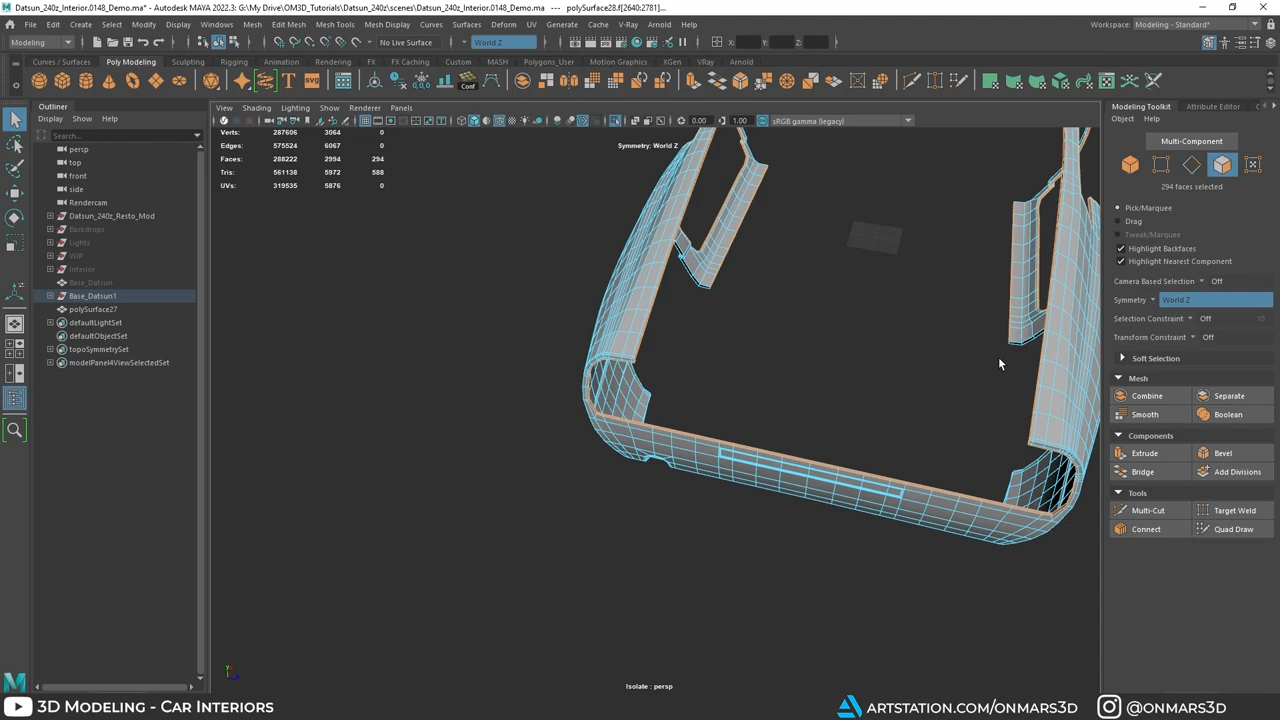 Datsun_240z_Interior.0148_Demo.ma* - Autodesk MAYA 2022.3: G:\My Drive\OM3D_Tutorials\Datsun_240z\scenes\Datsun_240z_Interior.0148_Demo.ma* --- polySurface28.f[2640:2781]...
File Edit Create Select Modify Display Windows Mesh Edit Mesh Mesh Tools Mesh Display Curves Surfaces Deform UV Generate Cache V-Ray Arnold Help
Workspace: Modeling - Standard*
Modeling No Live Surface World Z X: Y: Z:
Curves / Surfaces Poly Modeling Sculpting Rigging Animation Rendering FX FX Caching Custom MASH Polygons_User Motion Graphics XGen VRay Arnold
SVG Conf
Outliner
Display Show Help
Search...
persp
top
front
side
Rendercam
Datsun_240z_Resto_Mod
Backdrops
Lights
WIP
Interior
Base_Datsun
Base_Datsun1
polySurface27
defaultLightSet
defaultObjectSet
topoSymmetrySet
modelPanel4ViewSelectedSet
View Shading Lighting Show Renderer Panels
0.00 1.00 sRGB gamma (legacy)
Verts: 287606 3064 0
Edges: 575524 6067 0
Faces: 288222 2994 294
Tris: 561138 5972 588
UVs: 319535 5876 0
Symmetry: World Z
Isolate : persp
Modeling Toolkit Attribute Editor
Object Help
Multi-Component
294 faces selected
Pick/Marquee
Drag
Tweak/Marquee
Highlight Backfaces
Highlight Nearest Component
Camera Based Selection Off
Symmetry World Z
Selection Constraint Off 10
Transform Constraint Off
Soft Selection
Mesh
Combine Separate
Smooth Boolean
Components
Extrude Bevel
Bridge Add Divisions
Tools
Multi-Cut Target Weld
Connect Quad Draw
3D Modeling - CAR INTERIORS
ARTSTATION.COM/ONMARS3D
@ONMARS3D